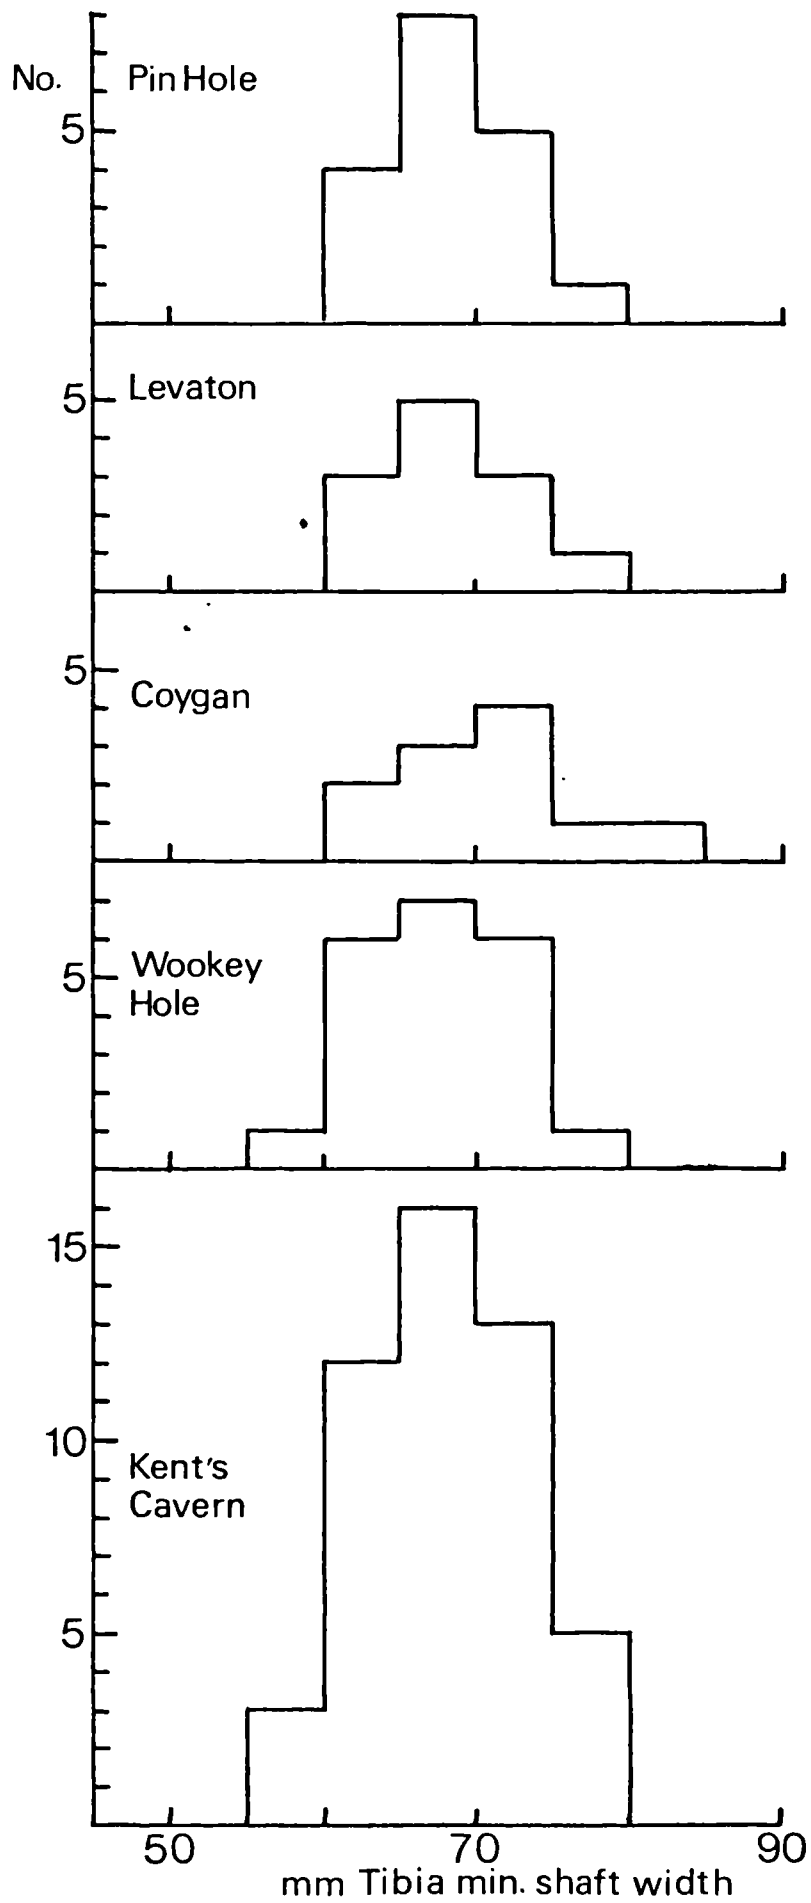 No.
Pin Hole
5
Levaton
5
Coygan
5
Wookey
Hole
5
15
10
Kent's
Cavern
5
50 70 90
mm Tibia min. shaft width